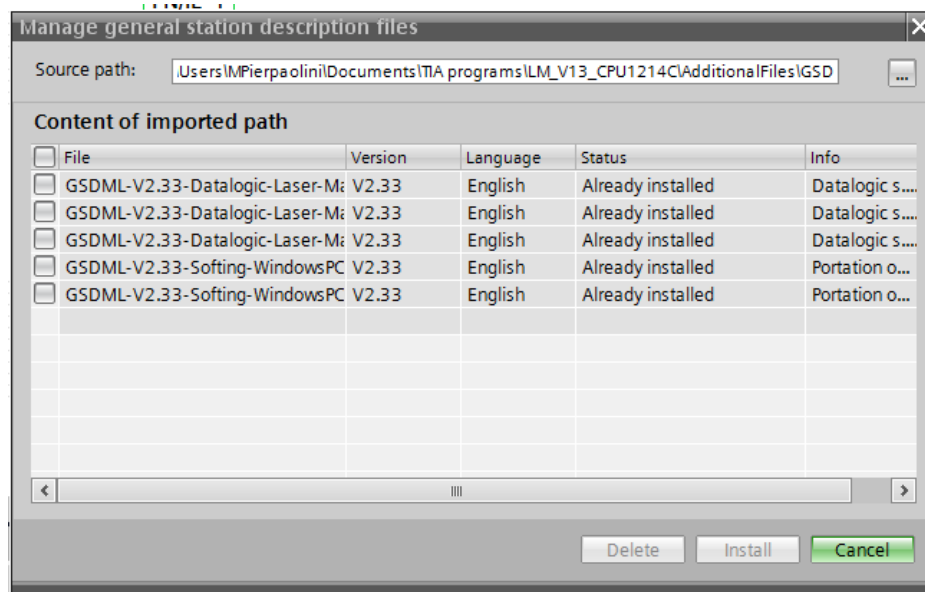 Manage general station description files
Source path: .Users\MPierpaolini\Documents\TIA programs\LM_V13_CPU1214C\AdditionalFiles\GSD ...
Content of imported path
File Version Language Status Info
GSDML-V2.33-Datalogic-Laser-Ma V2.33 English Already installed Datalogic s....
GSDML-V2.33-Datalogic-Laser-Ma V2.33 English Already installed Datalogic s....
GSDML-V2.33-Datalogic-Laser-Ma V2.33 English Already installed Datalogic s....
GSDML-V2.33-Softing-WindowsPC V2.33 English Already installed Portation o...
GSDML-V2.33-Softing-WindowsPC V2.33 English Already installed Portation o...
Delete Install Cancel